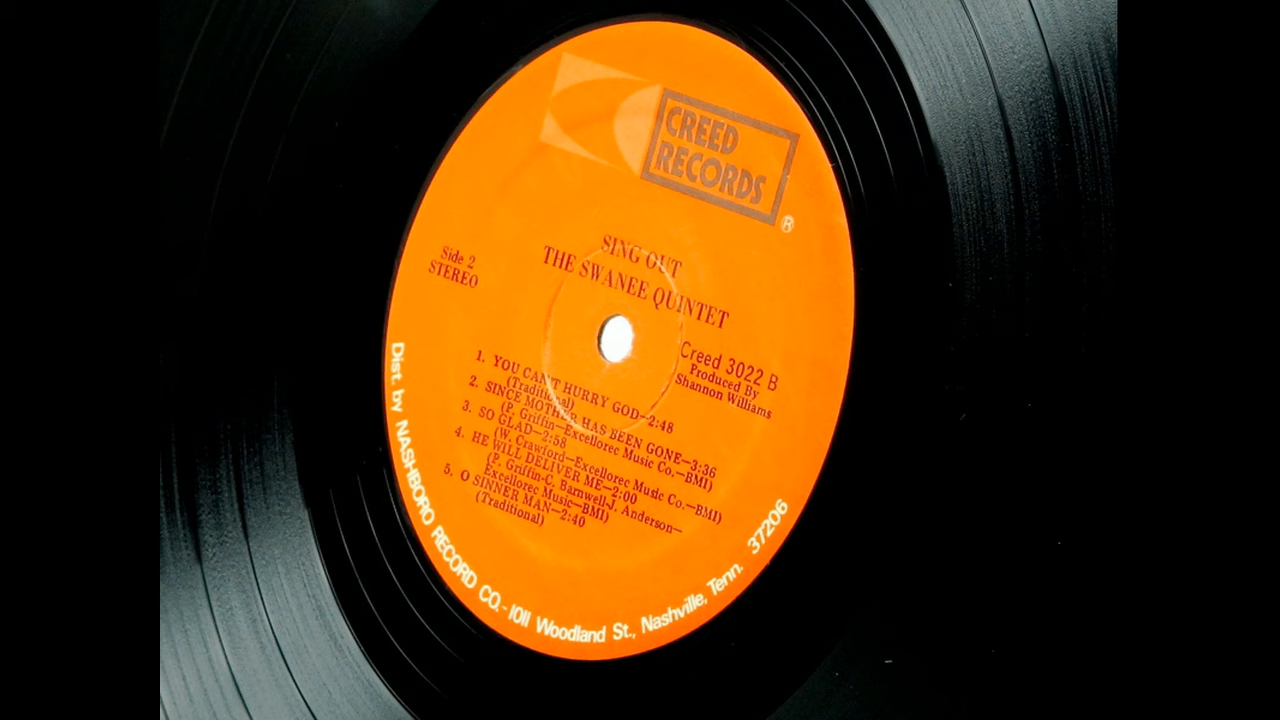 CREED
RECORDS
®
SING OUT
THE SWANEE QUINTET
Side 2
STEREO
Creed 3022 B
Produced By
Shannon Williams
1. YOU CAN'T HURRY GOD—2:48
(Traditional)
2. SINCE MOTHER HAS BEEN GONE—3:36
(P. Griffin—Excellorec Music Co.—BMI)
3. SO GLAD—2:58
(W. Crawford—Excellorec Music Co.—BMI)
4. HE WILL DELIVER ME—2:00
(P. Griffin-C. Barnwell-J. Anderson—
Excellorec Music—BMI)
5. O SINNER MAN—2:40
(Traditional)
Dist. by NASHBORO RECORD CO.-1011 Woodland St., Nashville, Tenn. 37206